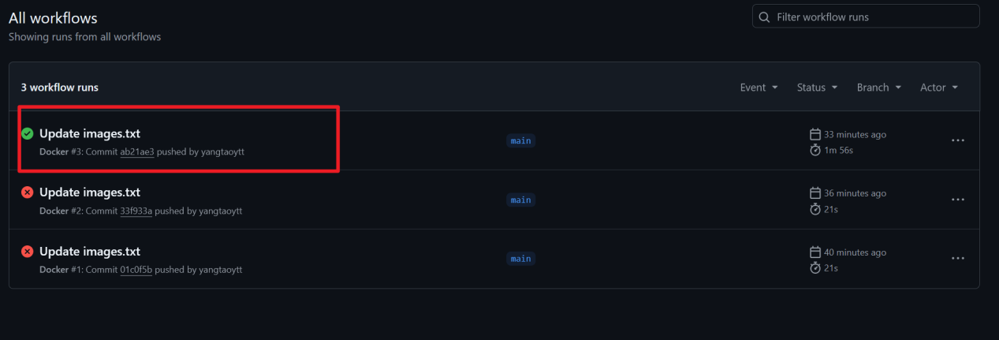 All workflows
Filter workflow runs
Showing runs from all workflows
3 workflow runs
Event Status Branch Actor
Update images.txt
Docker #3: Commit ab21ae3 pushed by yangtaoytt
main
33 minutes ago
1m 56s
Update images.txt
Docker #2: Commit 33f933a pushed by yangtaoytt
main
36 minutes ago
21s
Update images.txt
Docker #1: Commit 01c0f5b pushed by yangtaoytt
main
40 minutes ago
21s